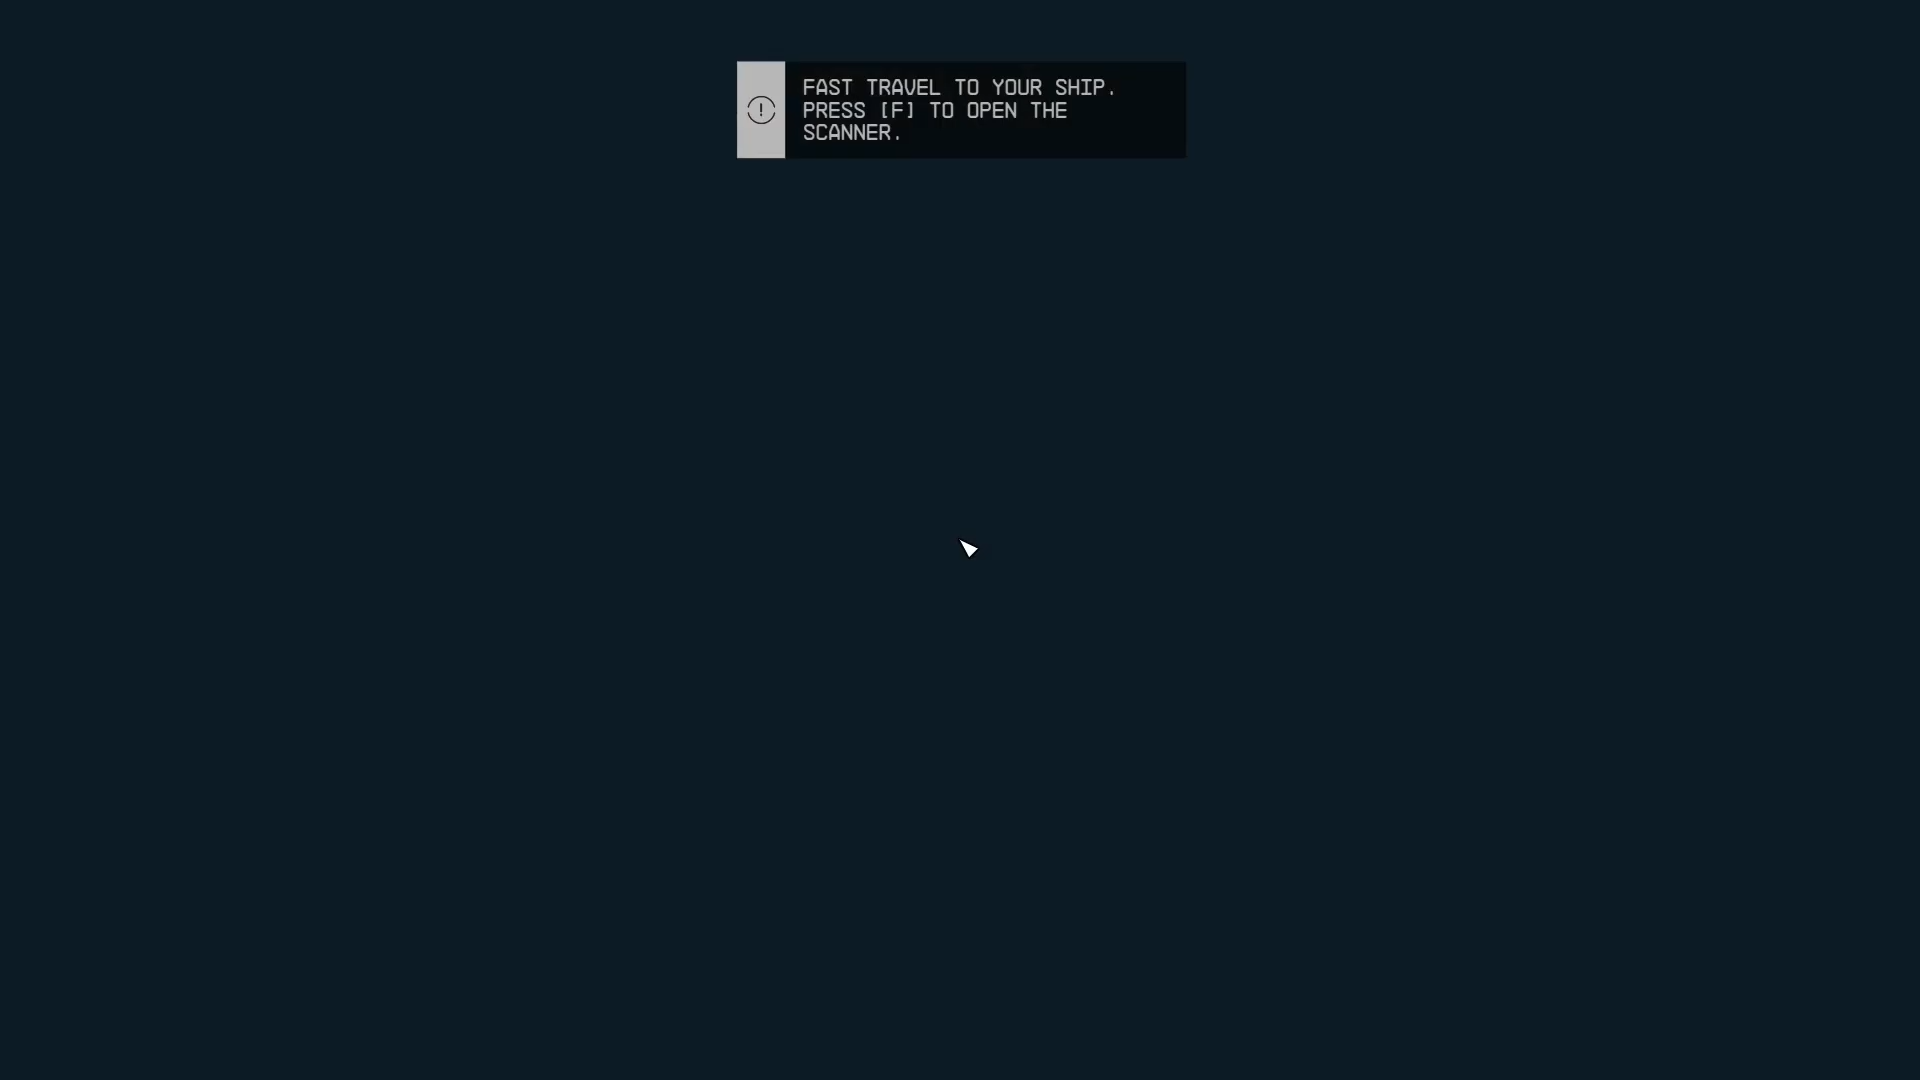 FAST TRAVEL TO YOUR SHIP.
PRESS [F] TO OPEN THE
SCANNER.